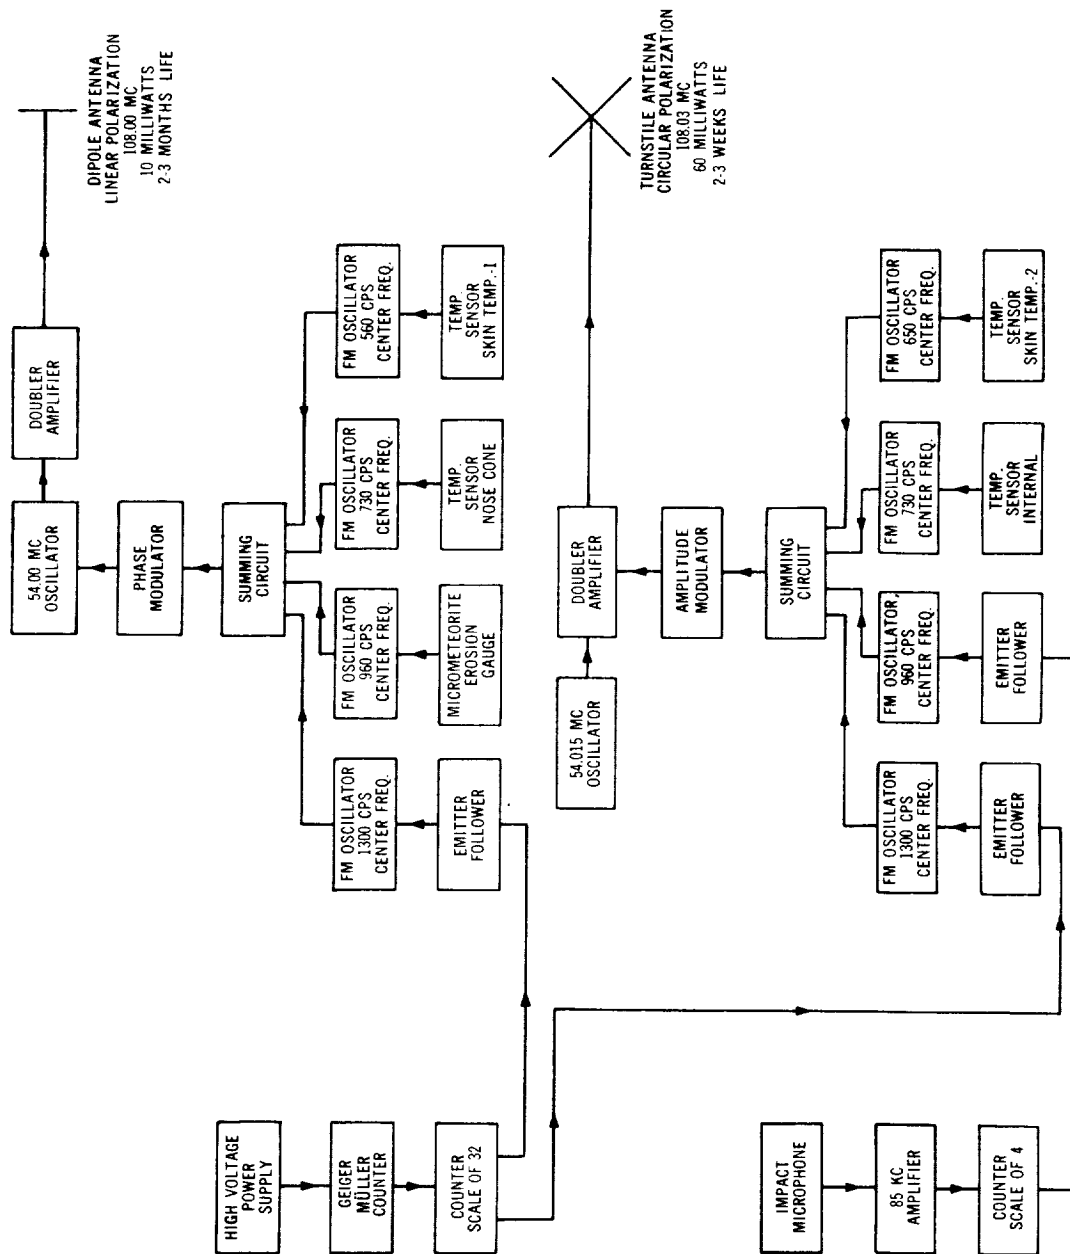 HIGH VOLTAGE
POWER
SUPPLY
GEIGER
MÜLLER
COUNTER
COUNTER
SCALE OF 32
IMPACT
MICROPHONE
85 KC
AMPLIFIER
COUNTER
SCALE OF 4
54.00 MC
OSCILLATOR
DOUBLER
AMPLIFIER
DIPOLE ANTENNA
LINEAR POLARIZATION
108.00 MC
10 MILLIWATTS
2-3 MONTHS LIFE
PHASE
MODULATOR
SUMMING
CIRCUIT
FM OSCILLATOR
1300 CPS
CENTER FREQ.
FM OSCILLATOR
960 CPS
CENTER FREQ.
FM OSCILLATOR
730 CPS
CENTER FREQ.
FM OSCILLATOR
560 CPS
CENTER FREQ.
EMITTER
FOLLOWER
MICROMETEORITE
EROSION
GAUGE
TEMP.
SENSOR
NOSE CONE
TEMP.
SENSOR
SKIN TEMP.-1
54.015 MC
OSCILLATOR
DOUBLER
AMPLIFIER
TURNSTILE ANTENNA
CIRCULAR POLARIZATION
108.03 MC
60 MILLIWATTS
2-3 WEEKS LIFE
AMPLITUDE
MODULATOR
SUMMING
CIRCUIT
FM OSCILLATOR
1300 CPS
CENTER FREQ.
FM OSCILLATOR,
960 CPS
CENTER FREQ.
FM OSCILLATOR
730 CPS
CENTER FREQ.
FM OSCILLATOR
650 CPS
CENTER FREQ.
EMITTER
FOLLOWER
EMITTER
FOLLOWER
TEMP.
SENSOR
INTERNAL
TEMP.
SENSOR
SKIN TEMP.-2